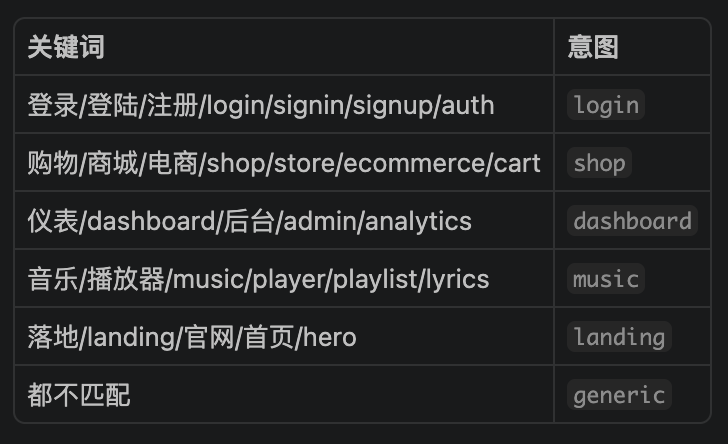 关键词 意图
登录/登陆/注册/login/signin/signup/auth login
购物/商城/电商/shop/store/ecommerce/cart shop
仪表/dashboard/后台/admin/analytics dashboard
音乐/播放器/music/player/playlist/lyrics music
落地/landing/官网/首页/hero landing
都不匹配 generic